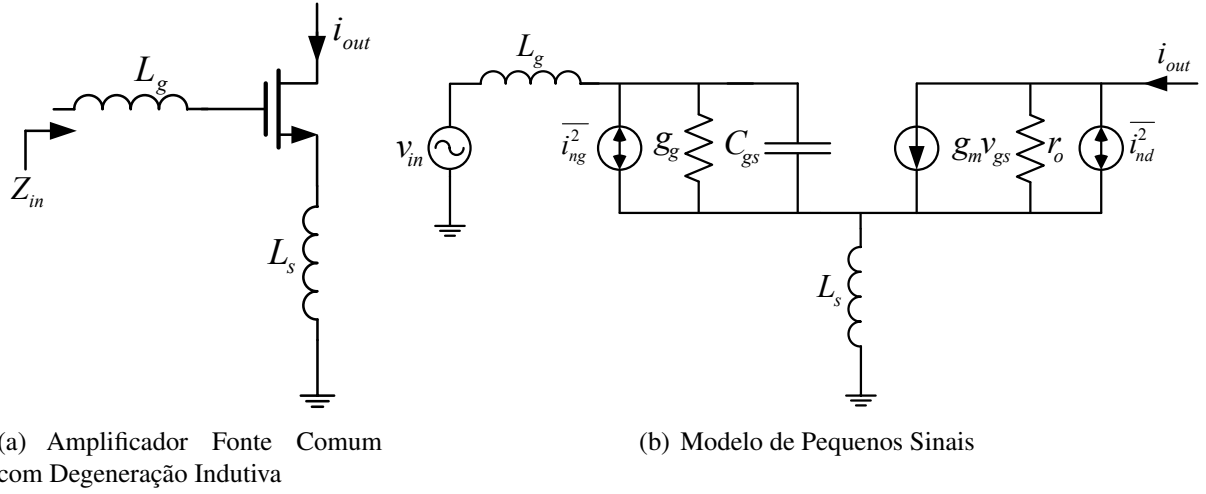 i_out
L_g
Z_in
L_s
L_g
i_out
v_in
i_ng^2
g_g
C_gs
g_m v_gs
r_o
i_nd^2
L_s
(a) Amplificador Fonte Comum
com Degeneração Indutiva
(b) Modelo de Pequenos Sinais